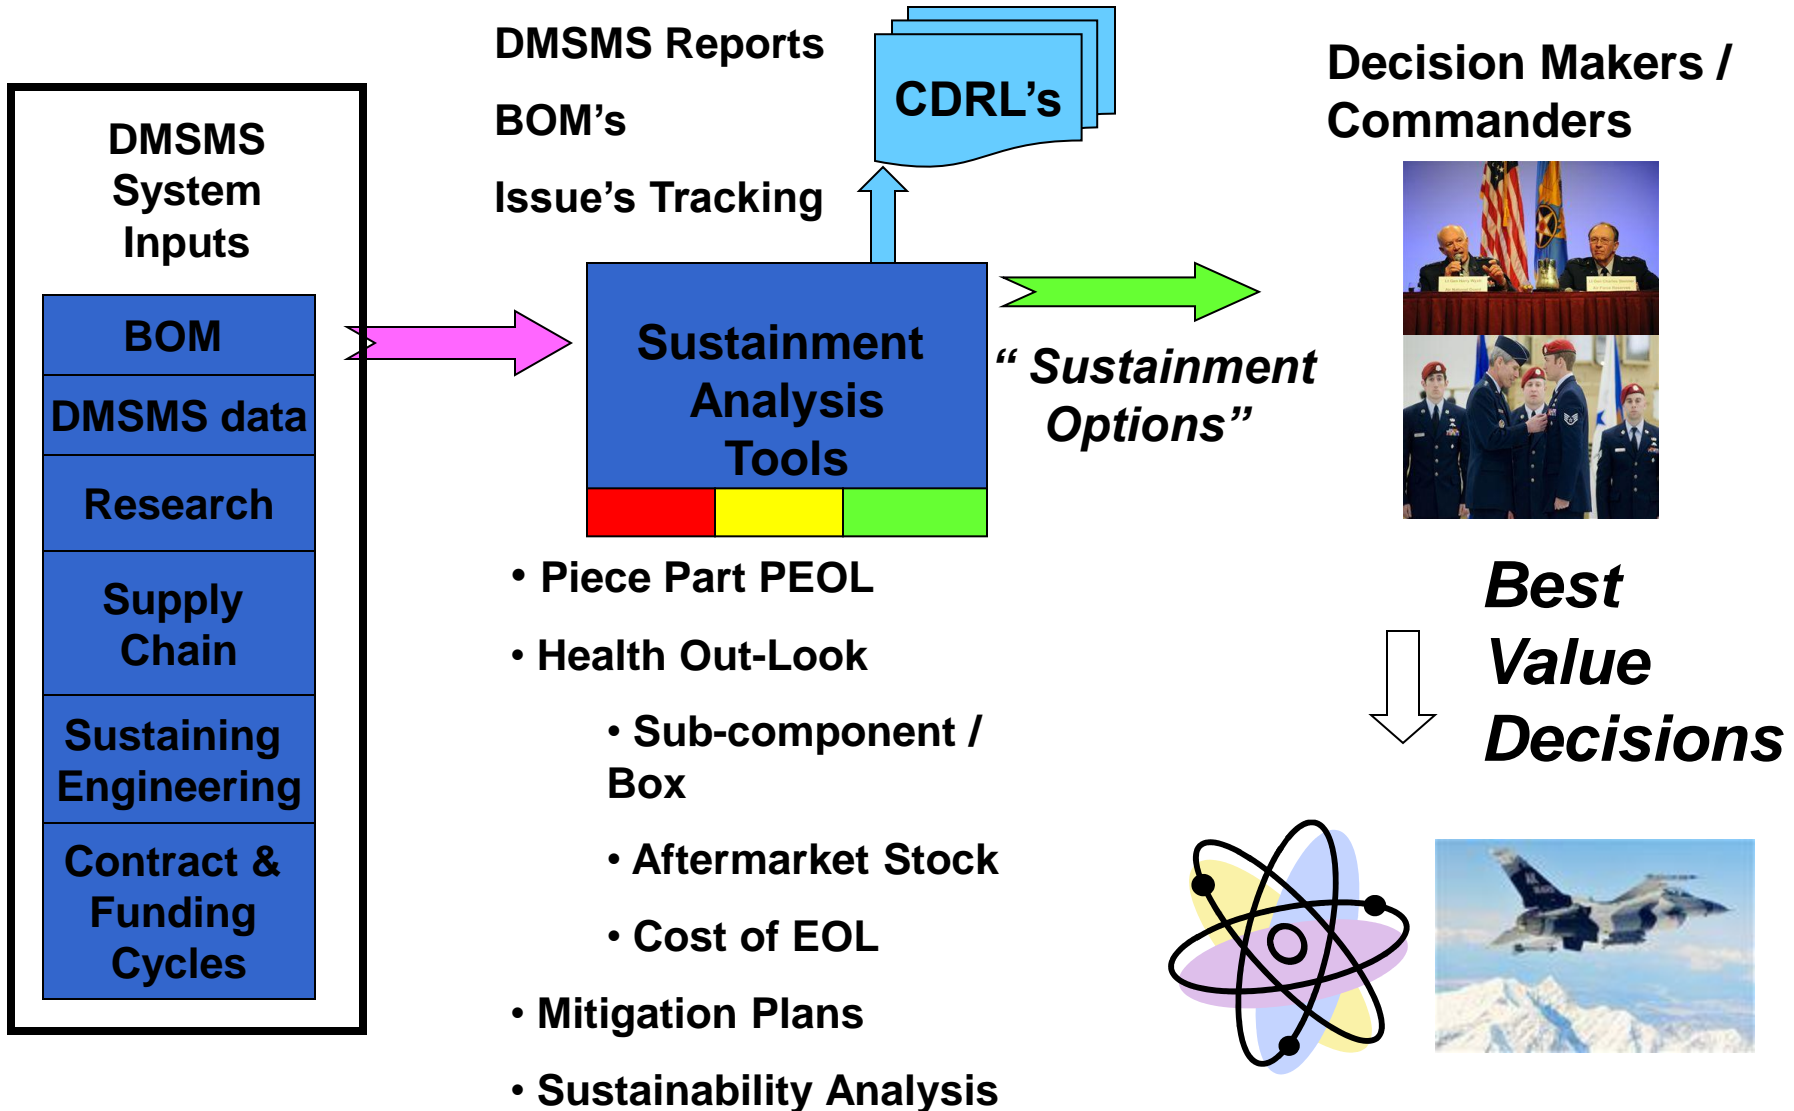 DMSMS
System
Inputs
BOM
DMSMS data
Research
Supply
Chain
Sustaining
Engineering
Contract &
Funding
Cycles
DMSMS Reports
BOM’s
Issue’s Tracking
CDRL’s
Sustainment
Analysis
Tools
• Piece Part PEOL
• Health Out-Look
• Sub-component /
Box
• Aftermarket Stock
• Cost of EOL
• Mitigation Plans
• Sustainability Analysis
“ Sustainment
Options”
Decision Makers /
Commanders
Best
Value
Decisions
AK